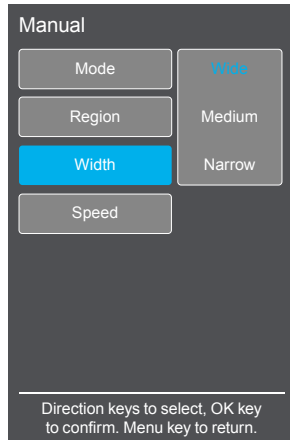 Manual
Mode
Wide
Region
Medium
Width
Narrow
Speed
Direction keys to select, OK key
to confirm. Menu key to return.